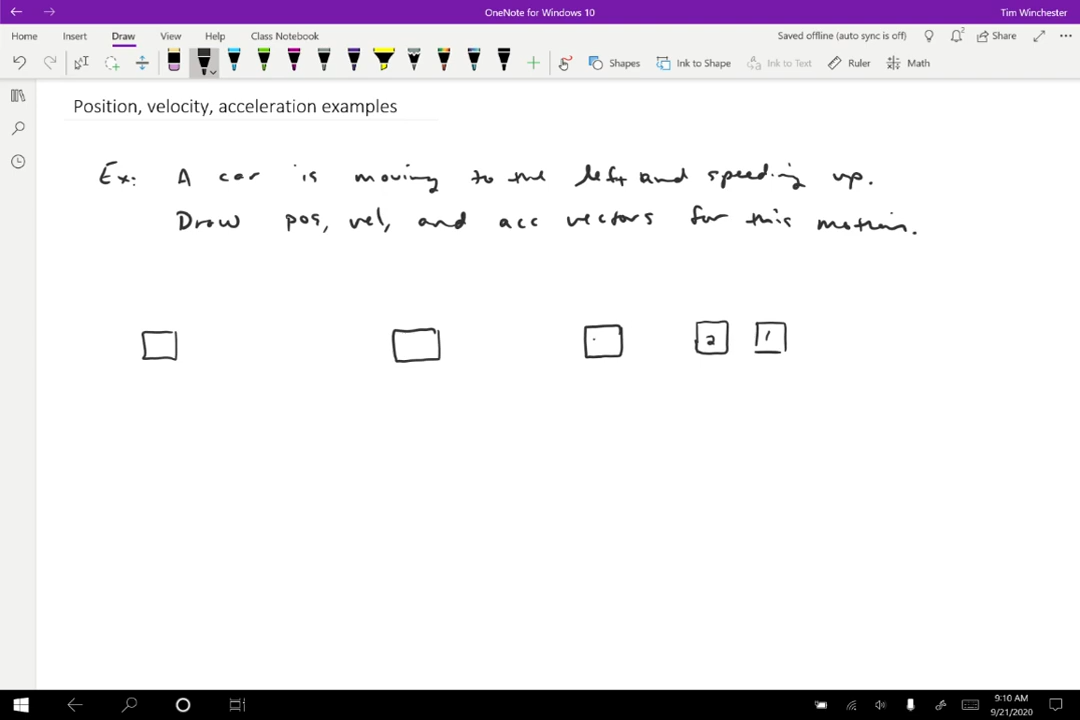 OneNote for Windows 10
Tim Winchester
Home Insert Draw View Help Class Notebook
Saved offline (auto sync is off) Share
Shapes Ink to Shape Ink to Text Ruler Math
Position, velocity, acceleration examples
Ex: A car is moving to the left and speeding up.
Draw pos, vel, and acc vectors for this motion.
2 1
9:10 AM
9/21/2020